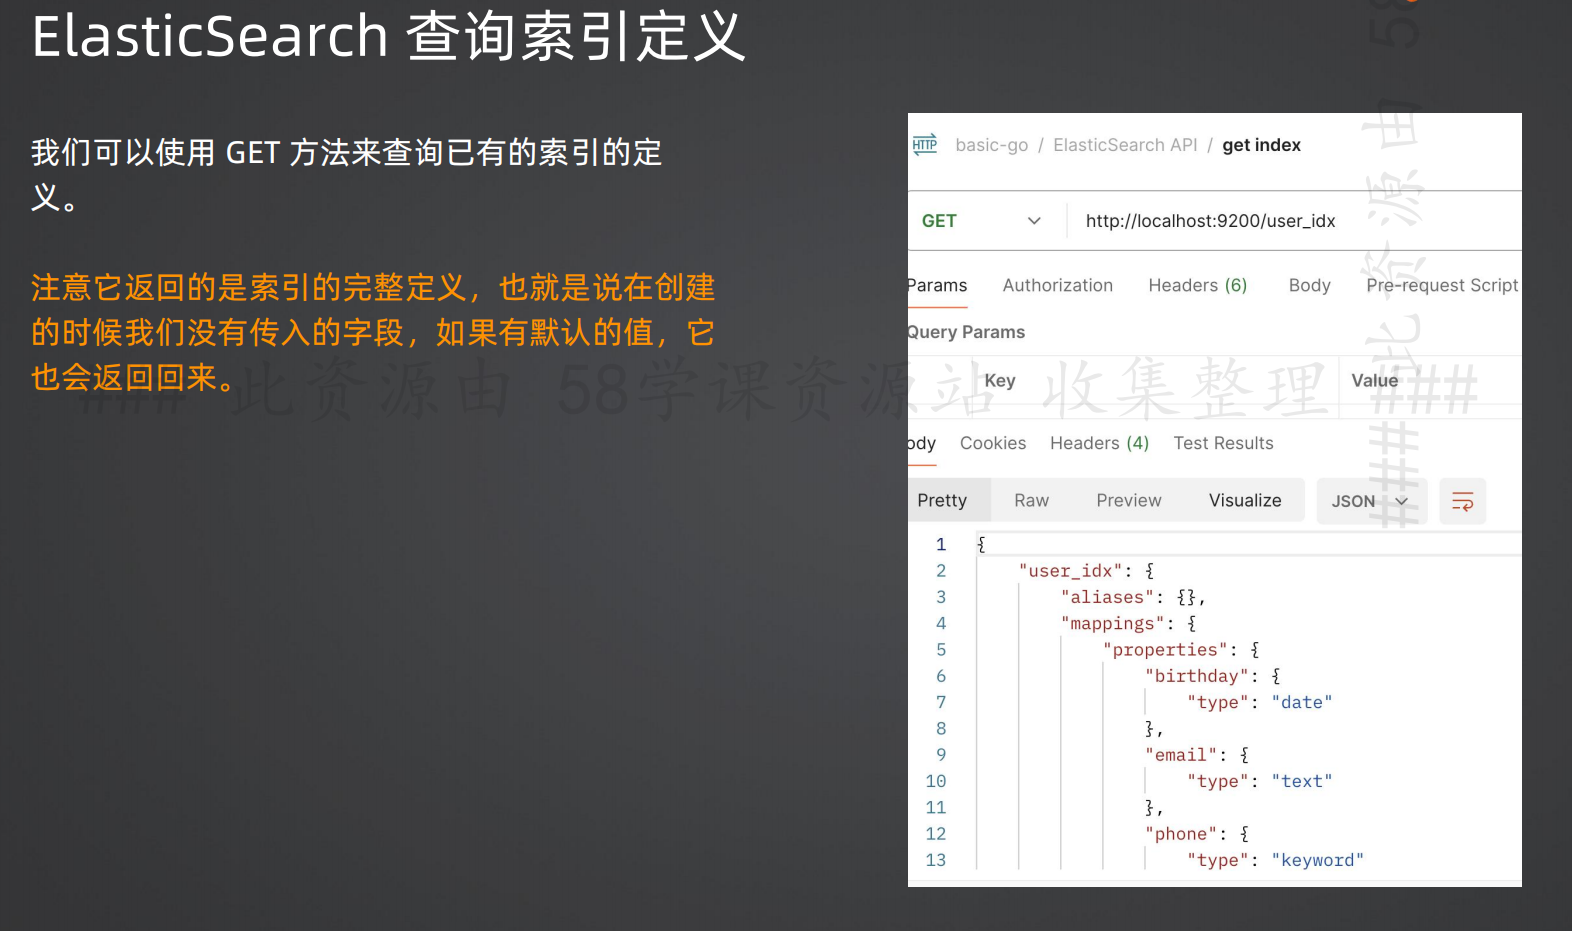 ElasticSearch 查询索引定义
我们可以使用 GET 方法来查询已有的索引的定
义。
注意它返回的是索引的完整定义，也就是说在创建
的时候我们没有传入的字段，如果有默认的值，它
也会返回回来。
### 此资源由 58学课资源站 收集整理 ###
HTTP basic-go / ElasticSearch API / get index
GET http://localhost:9200/user_idx
Params Authorization Headers (6) Body Pre-request Script
Query Params
Key Value
ody Cookies Headers (4) Test Results
Pretty Raw Preview Visualize JSON
1 {
2 "user_idx": {
3 "aliases": {},
4 "mappings": {
5 "properties": {
6 "birthday": {
7 "type": "date"
8 },
9 "email": {
10 "type": "text"
11 },
12 "phone": {
13 "type": "keyword"
### 此资源由 58